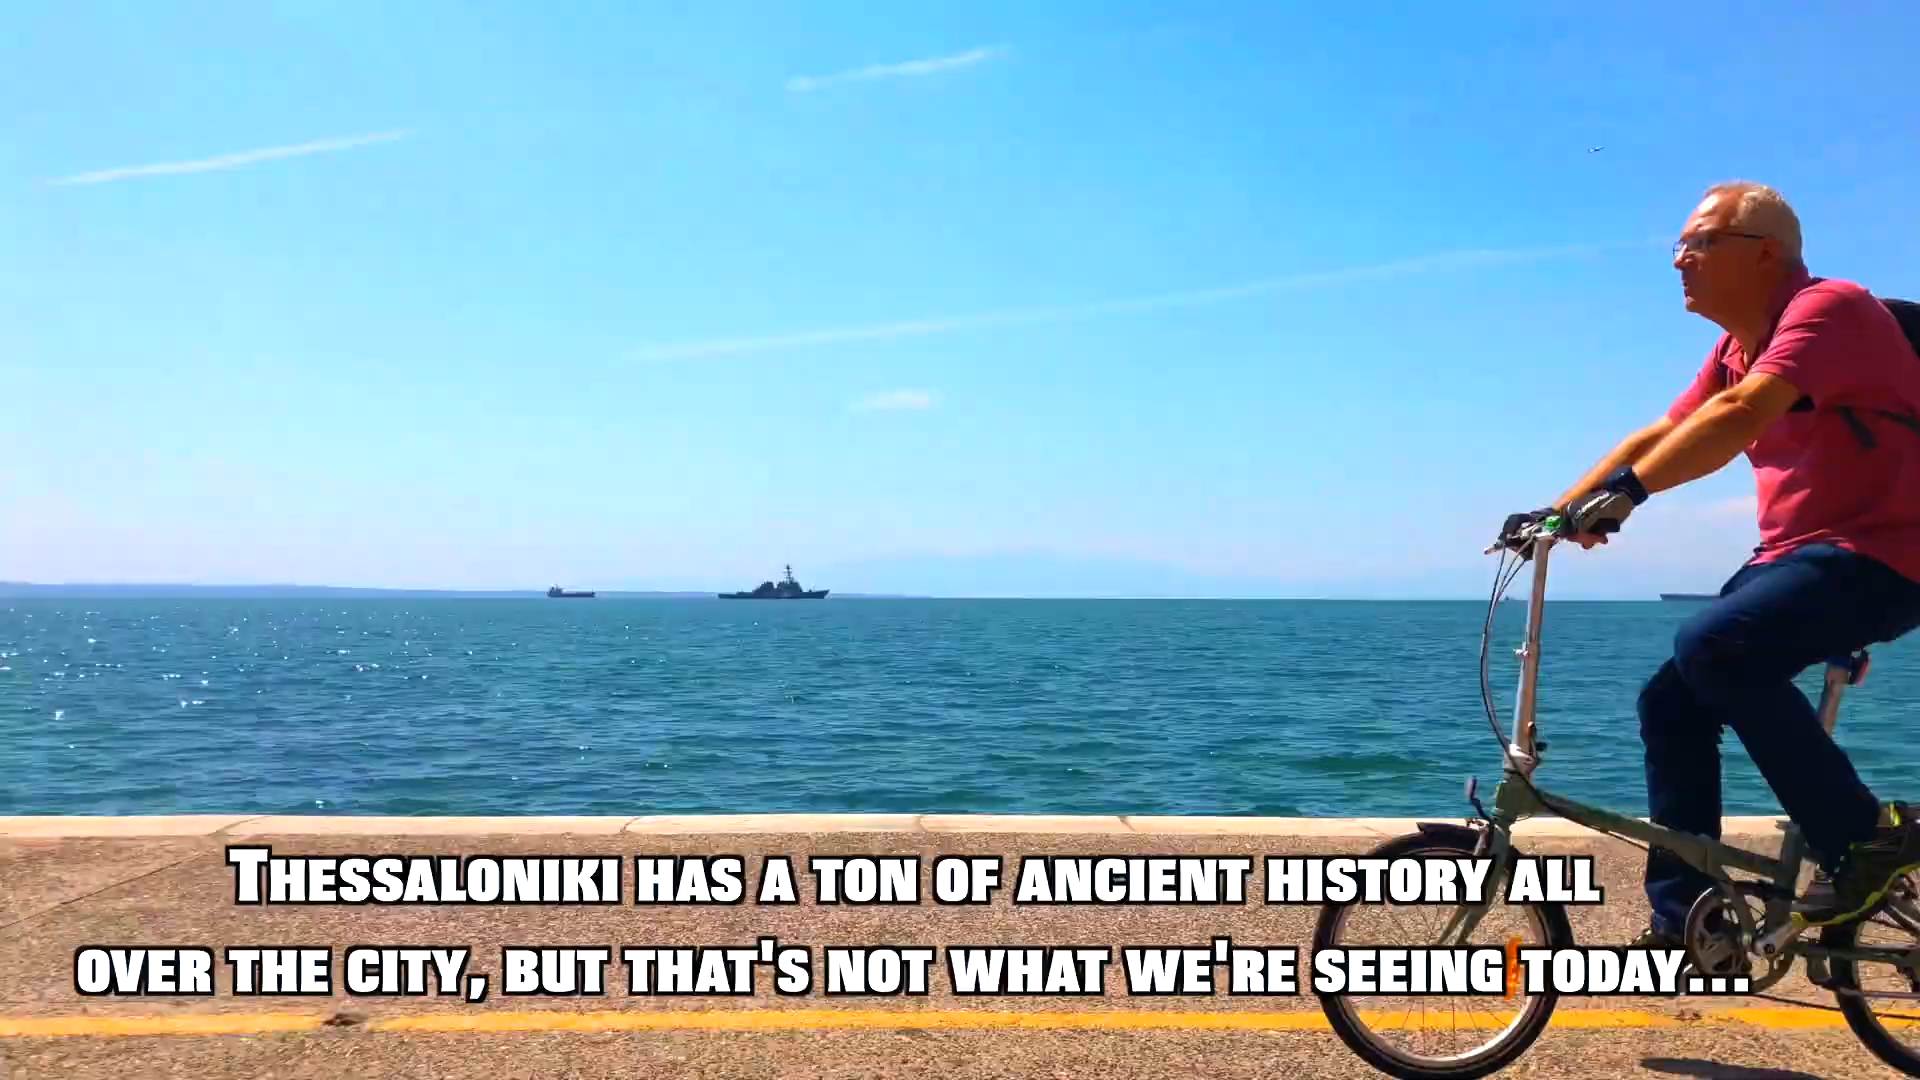 Thessaloniki has a ton of ancient history all
over the city, but that's not what we're seeing today...